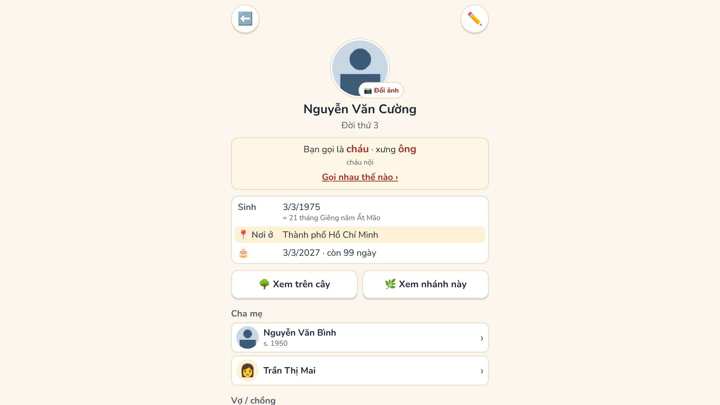 Đổi ảnh
Nguyễn Văn Cường
Đời thứ 3
Bạn gọi là cháu · xưng ông
cháu nội
Gọi nhau thế nào ›
Sinh 3/3/1975
≈ 21 tháng Giêng năm Ất Mão
Nơi ở Thành phố Hồ Chí Minh
3/3/2027 · còn 99 ngày
Xem trên cây
Xem nhánh này
Cha mẹ
Nguyễn Văn Bình
s. 1950
Trần Thị Mai
Vợ / chồng